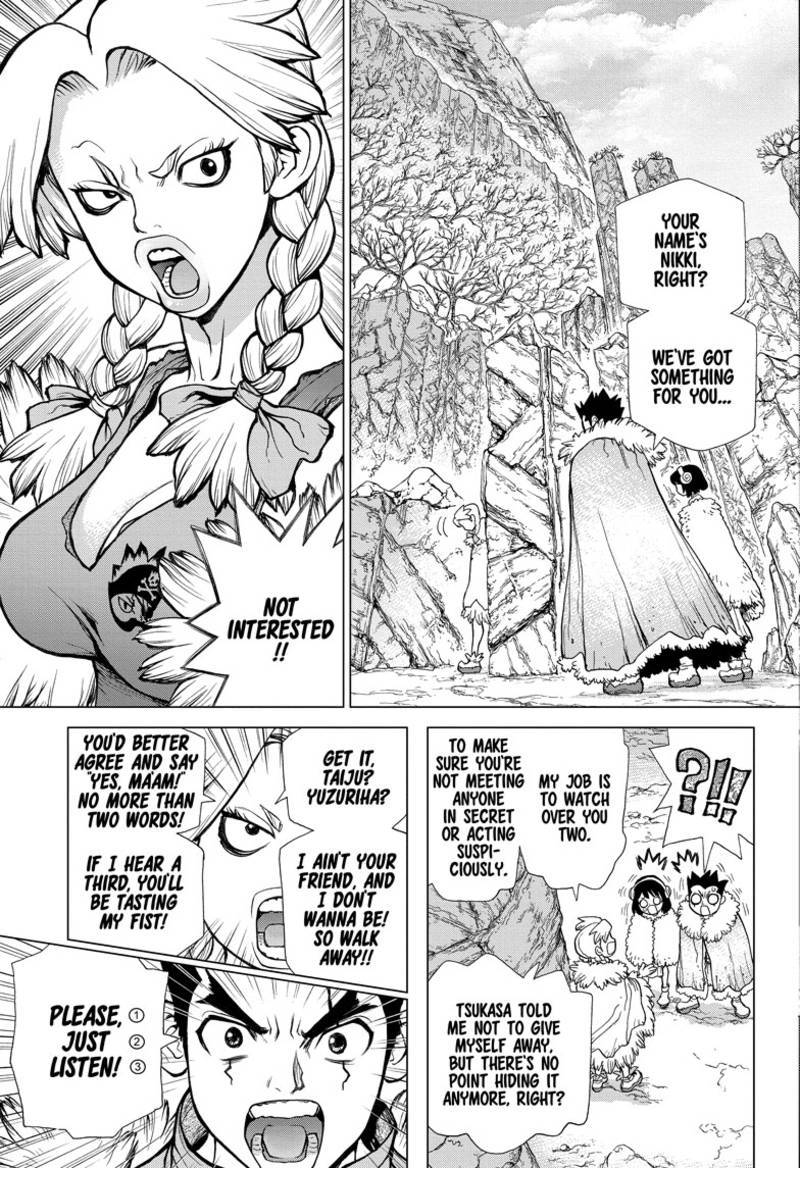 YOUR
NAME'S
NIKKI,
RIGHT?
WE'VE GOT
SOMETHING
FOR YOU...
NOT
INTERESTED
!!
?!!
MY JOB IS
TO WATCH
OVER YOU
TWO.
TO MAKE
SURE YOU'RE
NOT MEETING
ANYONE
IN SECRET
OR ACTING
SUSPI-
CIOUSLY.
TSUKASA TOLD
ME NOT TO GIVE
MYSELF AWAY,
BUT THERE'S NO
POINT HIDING IT
ANYMORE, RIGHT?
GET IT,
TAIJU?
YUZURIHA?
I AIN'T YOUR
FRIEND, AND
I DON'T
WANNA BE!
SO WALK
AWAY!!
YOU'D BETTER
AGREE AND SAY
"YES, MA'AM!"
NO MORE THAN
TWO WORDS!
IF I HEAR A
THIRD, YOU'LL
BE TASTING
MY FIST!
PLEASE, ①
JUST ②
LISTEN! ③